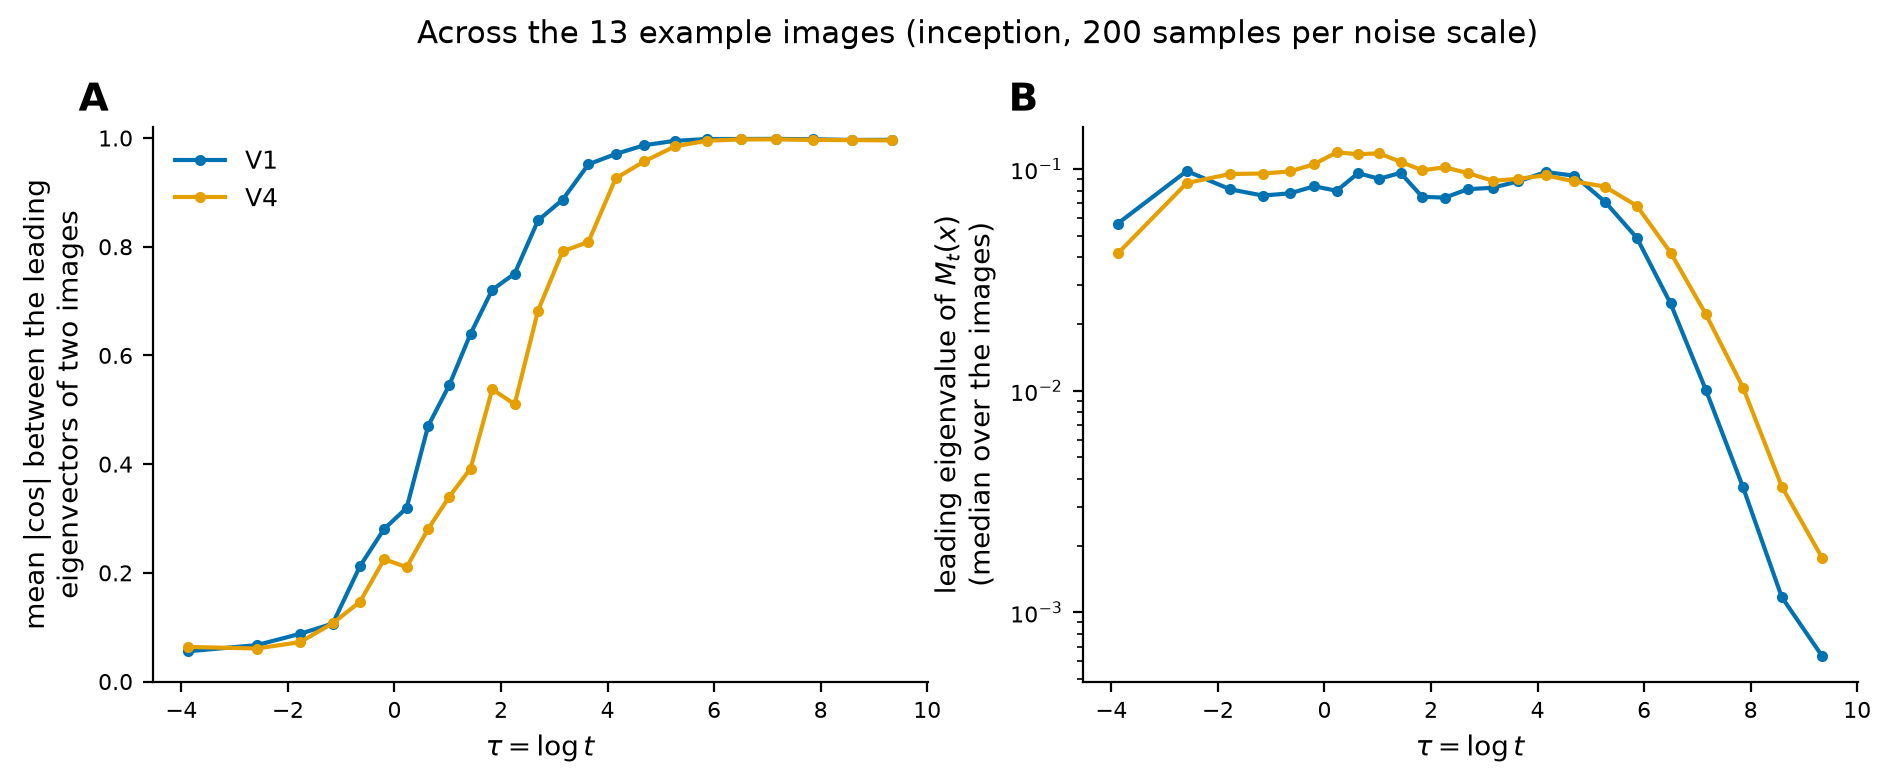 Across the 13 example images (inception, 200 samples per noise scale)
A
mean |cos| between the leading
eigenvectors of two images
1.0
0.8
0.6
0.4
0.2
0.0
V1
V4
−4 −2 0 2 4 6 8 10
τ = log t
B
leading eigenvalue of Mₜ(x)
(median over the images)
10⁻¹
10⁻²
10⁻³
−4 −2 0 2 4 6 8 10
τ = log t